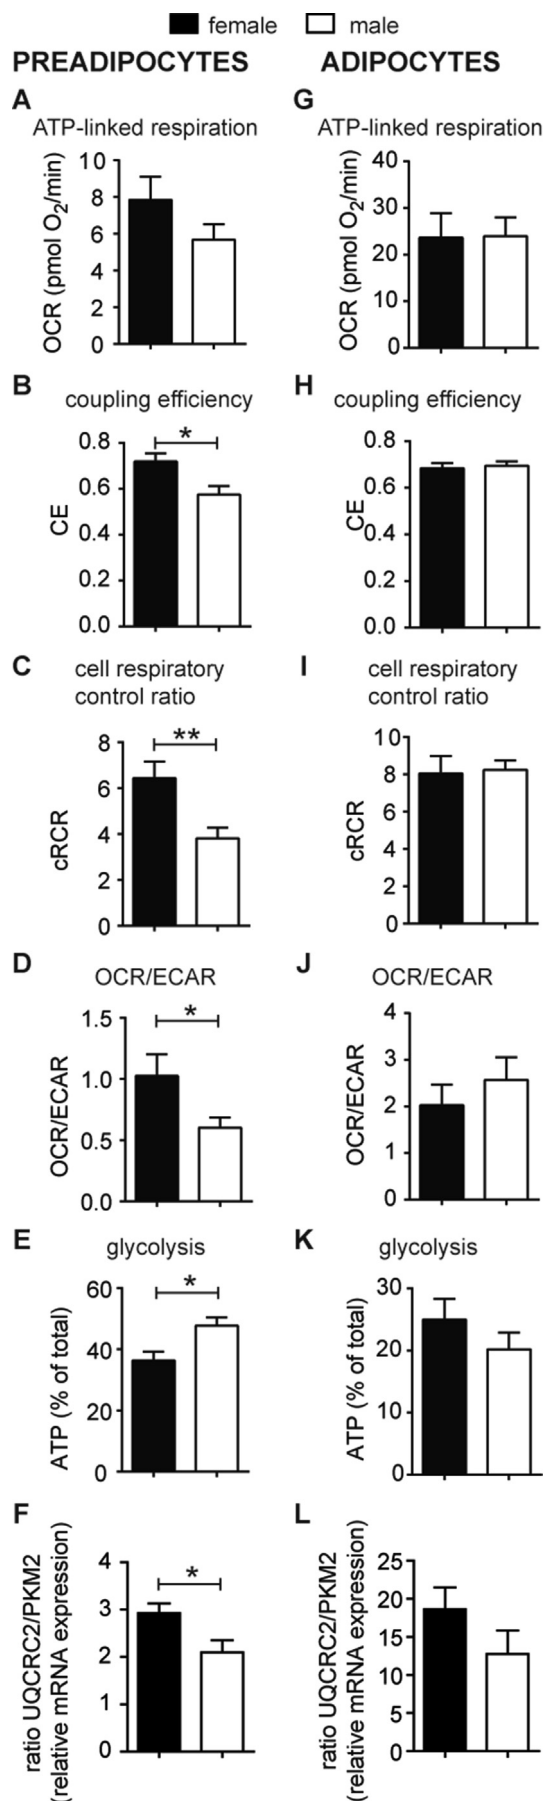 female male
PREADIPOCYTES
ADIPOCYTES
A
ATP-linked respiration
OCR (pmol O2/min)
10
8
6
4
2
0
G
ATP-linked respiration
OCR (pmol O2/min)
40
30
20
10
0
B
coupling efficiency
CE
0.8
0.6
0.4
0.2
0.0
*
H
coupling efficiency
CE
0.8
0.6
0.4
0.2
0.0
C
cell respiratory
control ratio
cRCR
8
6
4
2
0
**
I
cell respiratory
control ratio
cRCR
10
8
6
4
2
0
D
OCR/ECAR
OCR/ECAR
1.5
1.0
0.5
0.0
*
J
OCR/ECAR
OCR/ECAR
4
3
2
1
0
E
glycolysis
ATP (% of total)
60
40
20
0
*
K
glycolysis
ATP (% of total)
30
20
10
0
F
ratio UQCRC2/PKM2
(relative mRNA expression)
4
3
2
1
0
*
L
ratio UQCRC2/PKM2
(relative mRNA expression)
25
20
15
10
5
0